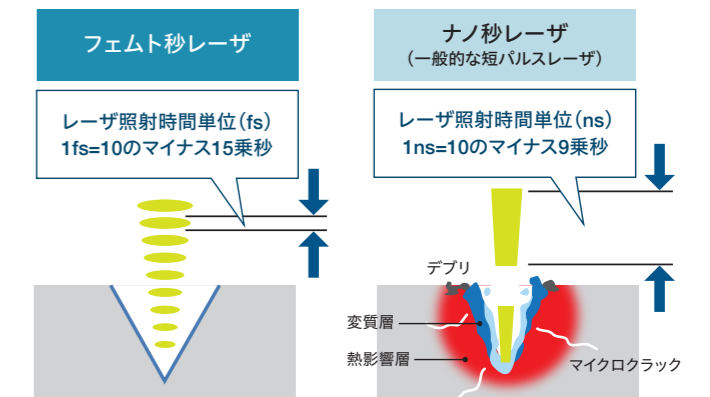 フェムト秒レーザ
レーザ照射時間単位（fs）
1fs=10のマイナス15乗秒
ナノ秒レーザ
（一般的な短パルスレーザ）
レーザ照射時間単位（ns）
1ns=10のマイナス9乗秒
デブリ
変質層
熱影響層
マイクロクラック